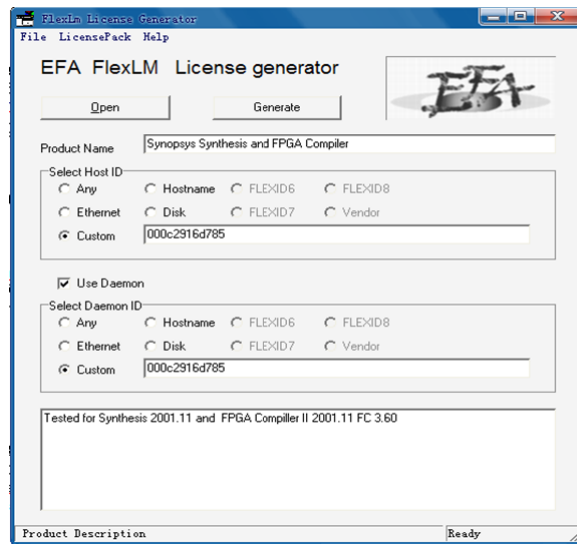 FlexLm License Generator
File LicensePack Help
EFA FlexLM License generator
EFA
Open Generate
Product Name Synopsys Synthesis and FPGA Compiler
Select Host ID
Any Hostname FLEXID6 FLEXID8
Ethernet Disk FLEXID7 Vendor
Custom 000c2916d785
Use Daemon
Select Daemon ID
Any Hostname FLEXID6 FLEXID8
Ethernet Disk FLEXID7 Vendor
Custom 000c2916d785
Tested for Synthesis 2001.11 and FPGA Compiller II 2001.11 FC 3.60
Product Description Ready